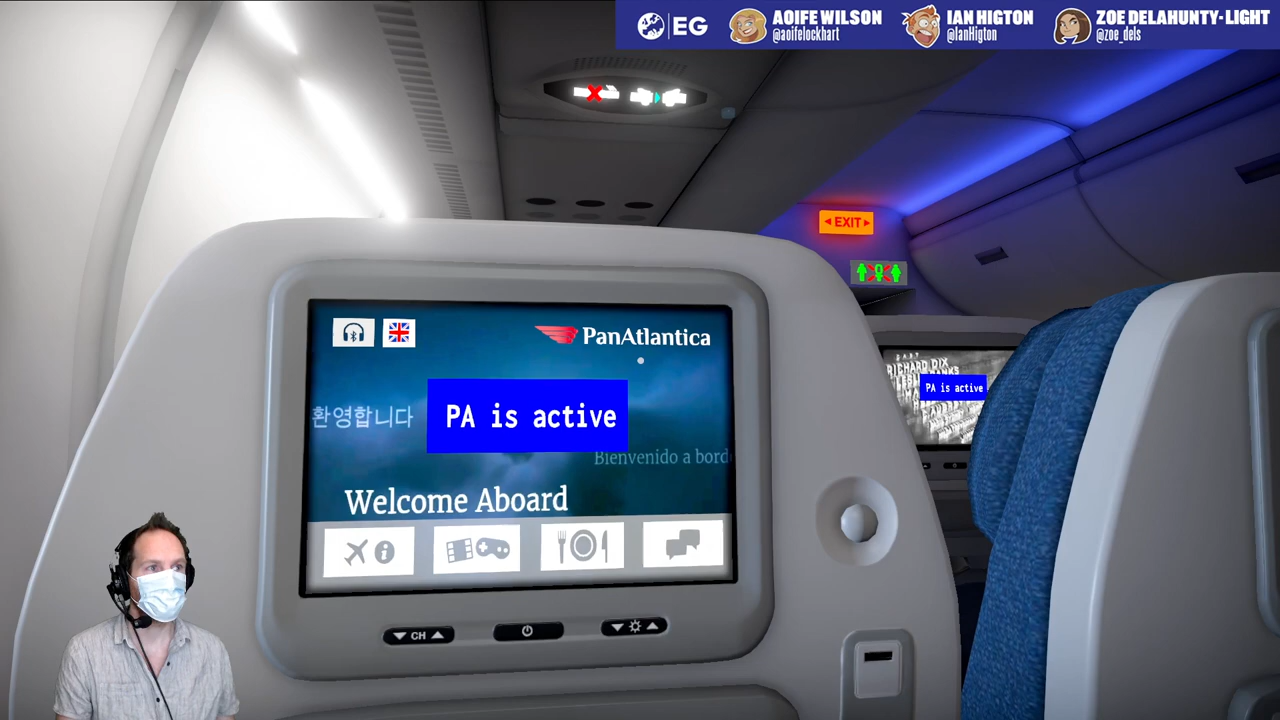 EG
AOIFE WILSON
@aoifelockhart
IAN HIGTON
@IanHigton
ZOE DELAHUNTY-LIGHT
@zoe_dels
EXIT
PanAtlantica
환영합니다
PA is active
Bienvenido a bord
Welcome Aboard
CH
RICHARD DIX
PA is active